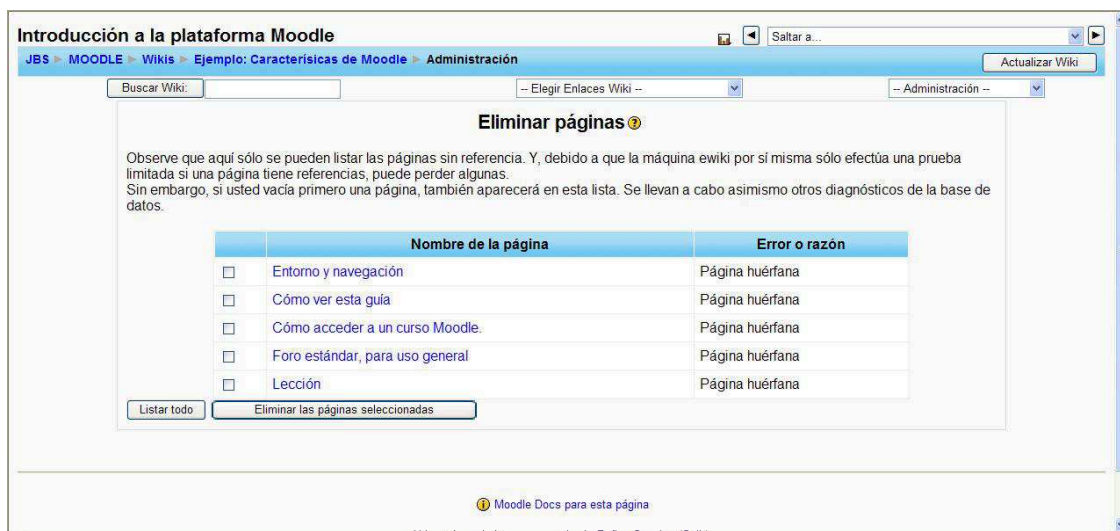 Introducción a la plataforma Moodle
Saltar a...
JBS ► MOODLE ► Wikis ► Ejemplo: Caracterísicas de Moodle ► Administración
Actualizar Wiki
Buscar Wiki:
-- Elegir Enlaces Wiki --
-- Administración --
Eliminar páginas
Observe que aquí sólo se pueden listar las páginas sin referencia. Y, debido a que la máquina ewiki por sí misma sólo efectúa una prueba
limitada si una página tiene referencias, puede perder algunas.
Sin embargo, si usted vacía primero una página, también aparecerá en esta lista. Se llevan a cabo asimismo otros diagnósticos de la base de
datos.
Nombre de la página Error o razón
Entorno y navegación Página huérfana
Cómo ver esta guía Página huérfana
Cómo acceder a un curso Moodle. Página huérfana
Foro estándar, para uso general Página huérfana
Lección Página huérfana
Listar todo Eliminar las páginas seleccionadas
Moodle Docs para esta página